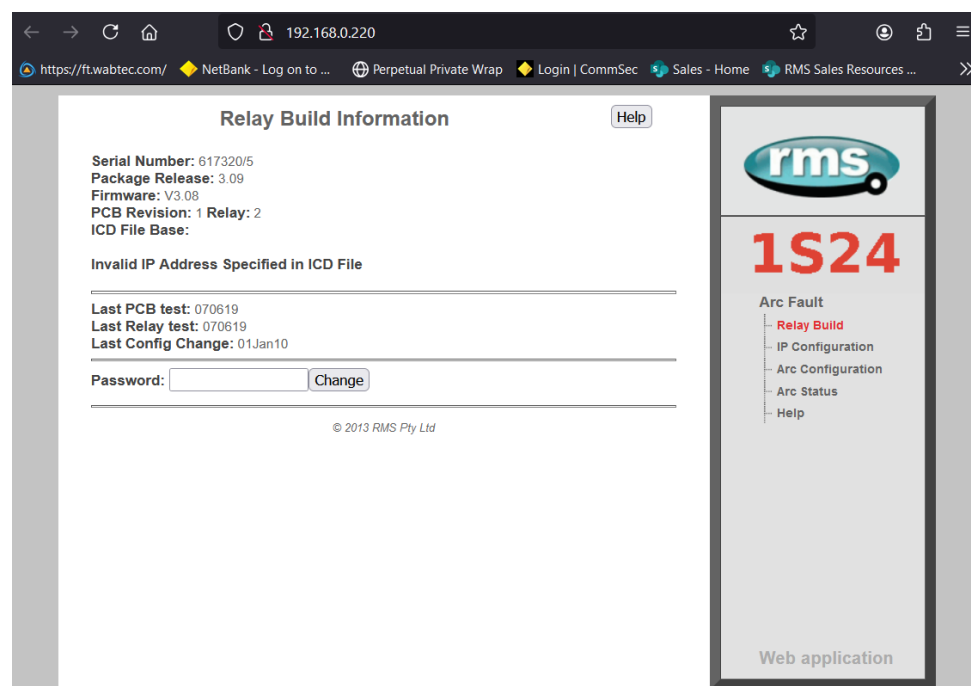 192.168.0.220
https://ft.wabtec.com/ NetBank - Log on to ... Perpetual Private Wrap Login | CommSec Sales - Home RMS Sales Resources ...
Relay Build Information
Help
Serial Number: 617320/5
Package Release: 3.09
Firmware: V3.08
PCB Revision: 1 Relay: 2
ICD File Base:
Invalid IP Address Specified in ICD File
Last PCB test: 070619
Last Relay test: 070619
Last Config Change: 01Jan10
Password: Change
© 2013 RMS Pty Ltd
rms
1S24
Arc Fault
Relay Build
IP Configuration
Arc Configuration
Arc Status
Help
Web application